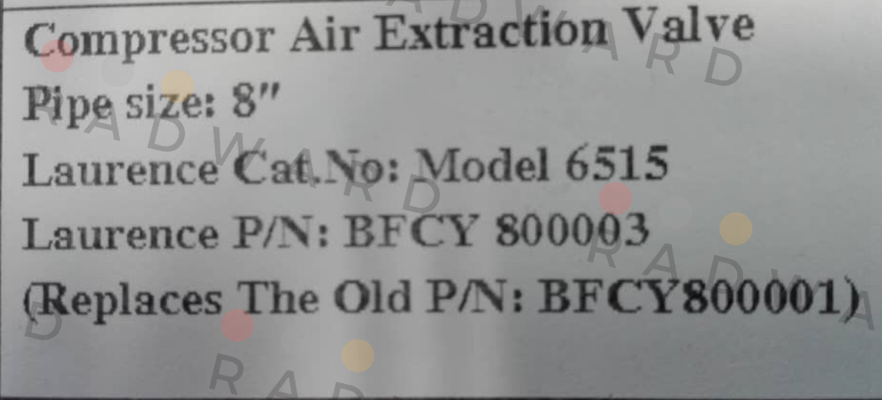 Compressor Air Extraction Valve
Pipe size: 8"
Laurence Cat.No: Model 6515
Laurence P/N: BFCY 800003
(Replaces The Old P/N: BFCY800001)
RADWARD